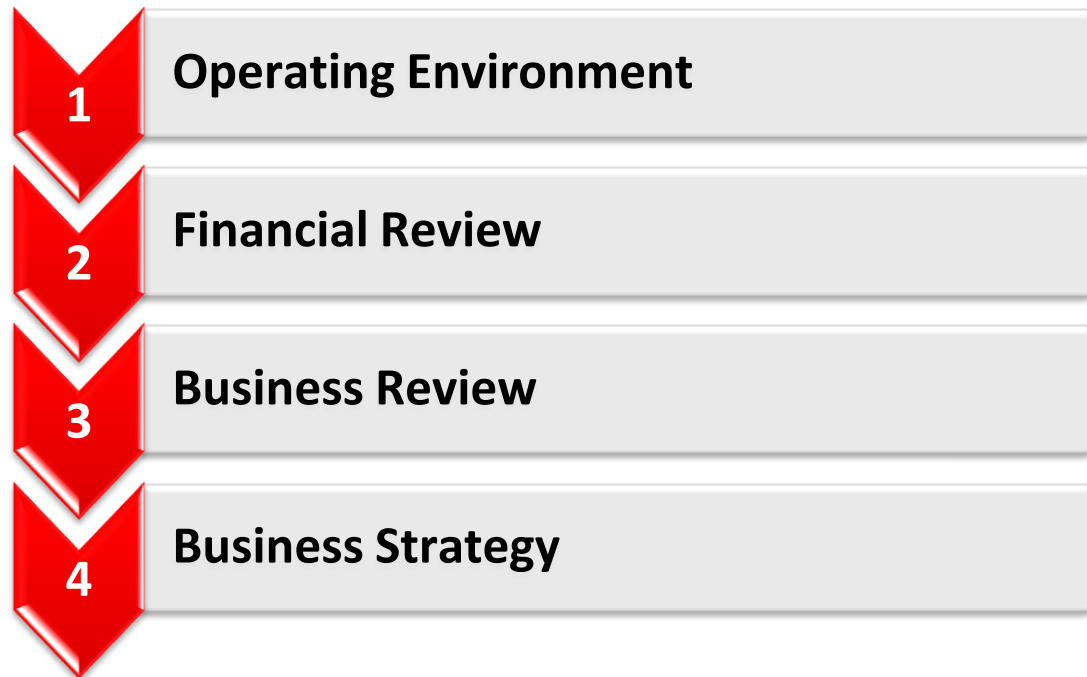 1 Operating Environment
2 Financial Review
3 Business Review
4 Business Strategy